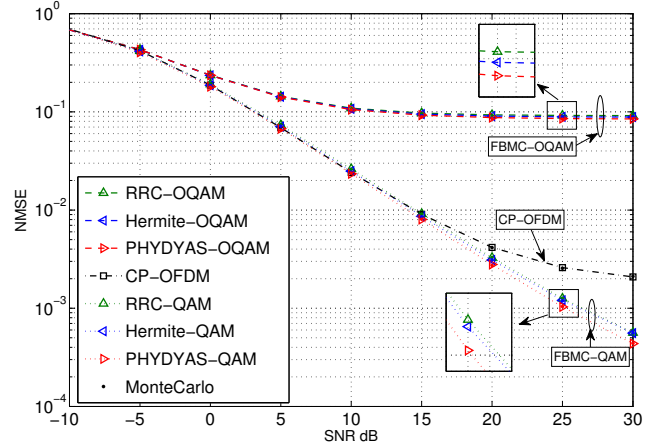 10^0
10^-1
10^-2
10^-3
10^-4
NMSE
-10
-5
0
5
10
15
20
25
30
SNR dB
FBMC-OQAM
CP-OFDM
FBMC-QAM
RRC-OQAM
Hermite-OQAM
PHYDYAS-OQAM
CP-OFDM
RRC-QAM
Hermite-QAM
PHYDYAS-QAM
MonteCarlo